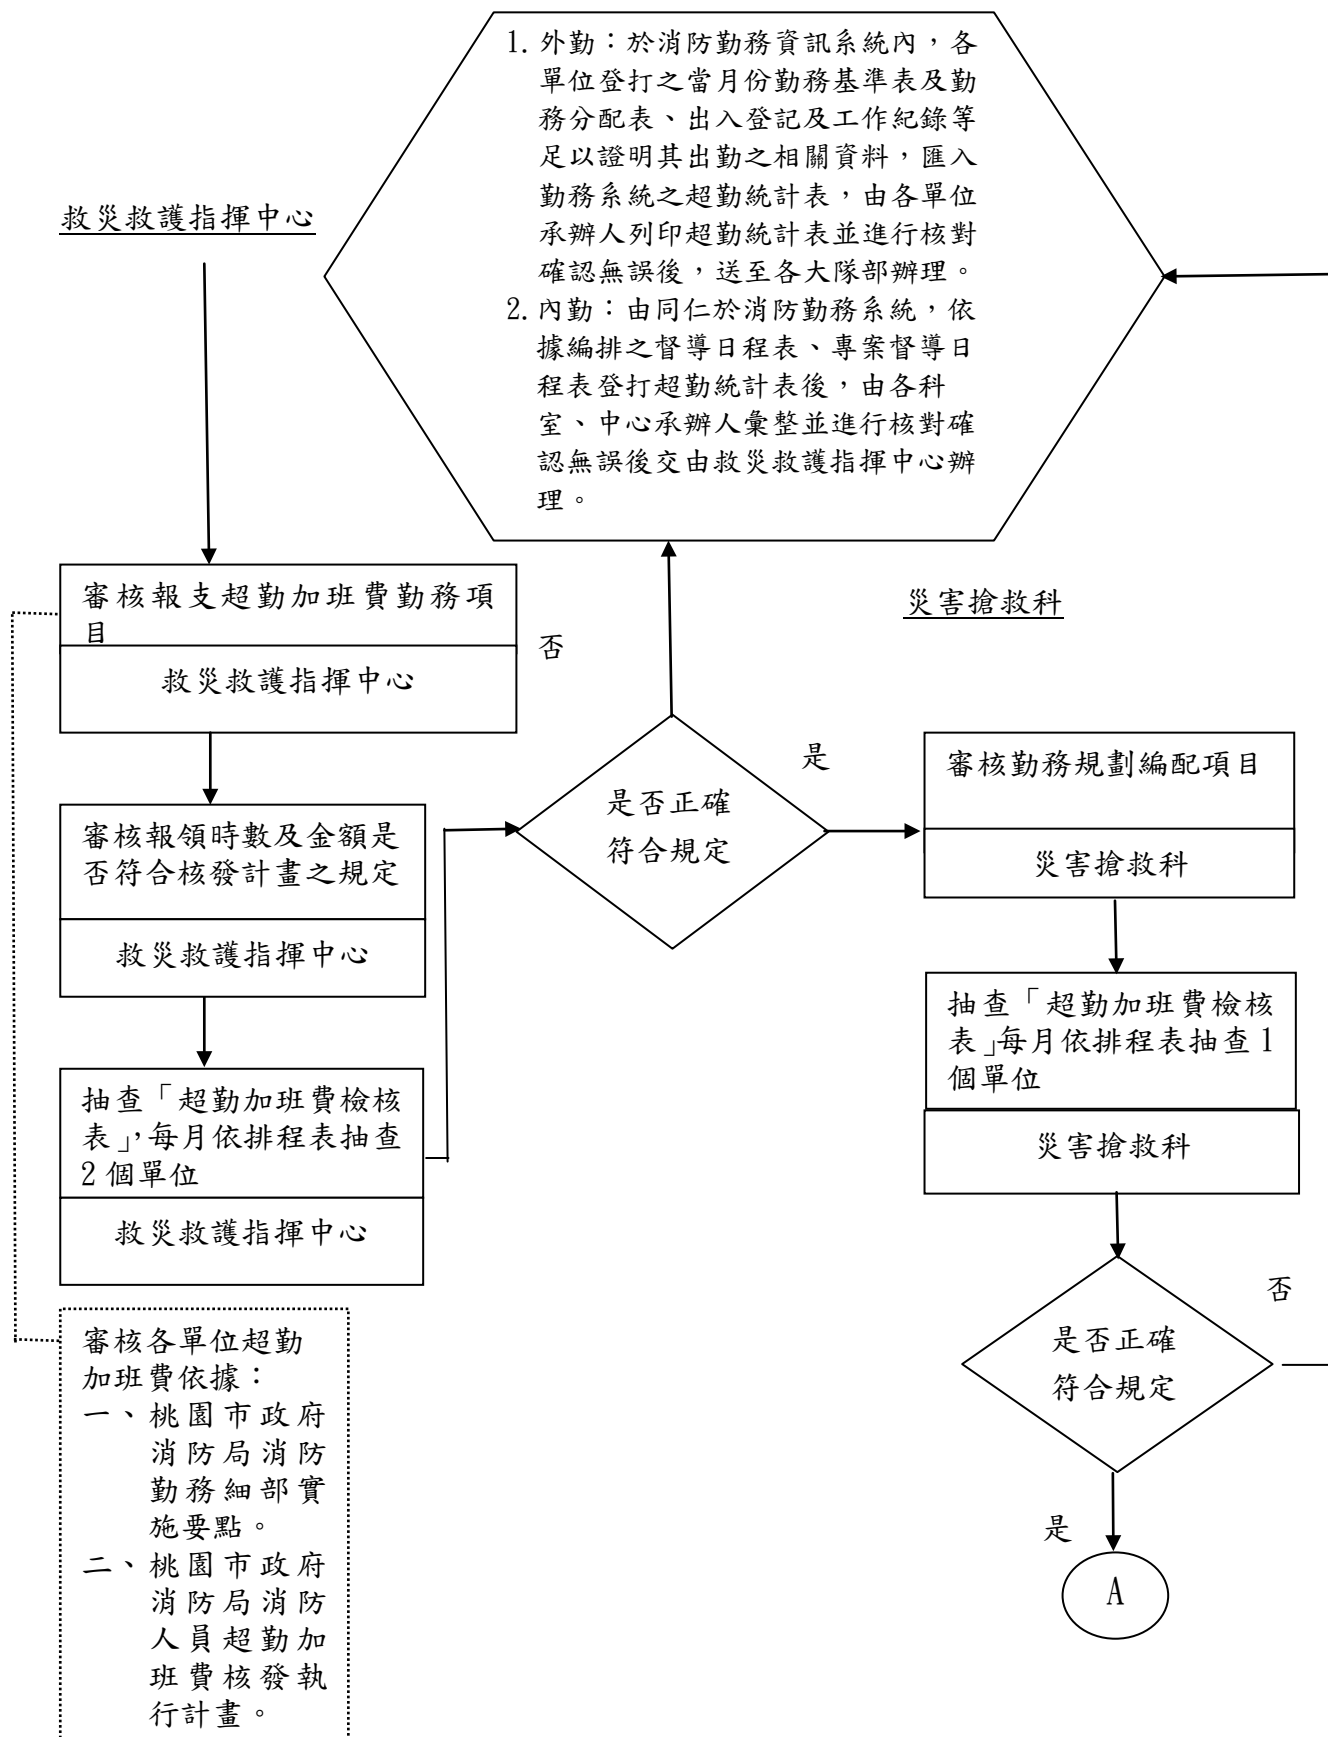 1. 外勤：於消防勤務資訊系統內，各
單位登打之當月份勤務基準表及勤
務分配表、出入登記及工作紀錄等
足以證明其出勤之相關資料，匯入
勤務系統之超勤統計表，由各單位
承辦人列印超勤統計表並進行核對
確認無誤後，送至各大隊部辦理。
2. 內勤：由同仁於消防勤務系統，依
據編排之督導日程表、專案督導日
程表登打超勤統計表後，由各科
室、中心承辦人彙整並進行核對確
認無誤後交由救災救護指揮中心辦
理。
救災救護指揮中心
審核報支超勤加班費勤務項
目
救災救護指揮中心
審核報領時數及金額是
否符合核發計畫之規定
救災救護指揮中心
抽查「超勤加班費檢核
表」，每月依排程表抽查
2 個單位
救災救護指揮中心
審核各單位超勤
加班費依據：
一、桃園市政府
消防局消防
勤務細部實
施要點。
二、桃園市政府
消防局消防
人員超勤加
班費核發執
行計畫。
否
是否正確
符合規定
是
災害搶救科
審核勤務規劃編配項目
災害搶救科
抽查「超勤加班費檢核
表」每月依排程表抽查 1
個單位
災害搶救科
是否正確
符合規定
否
是
A